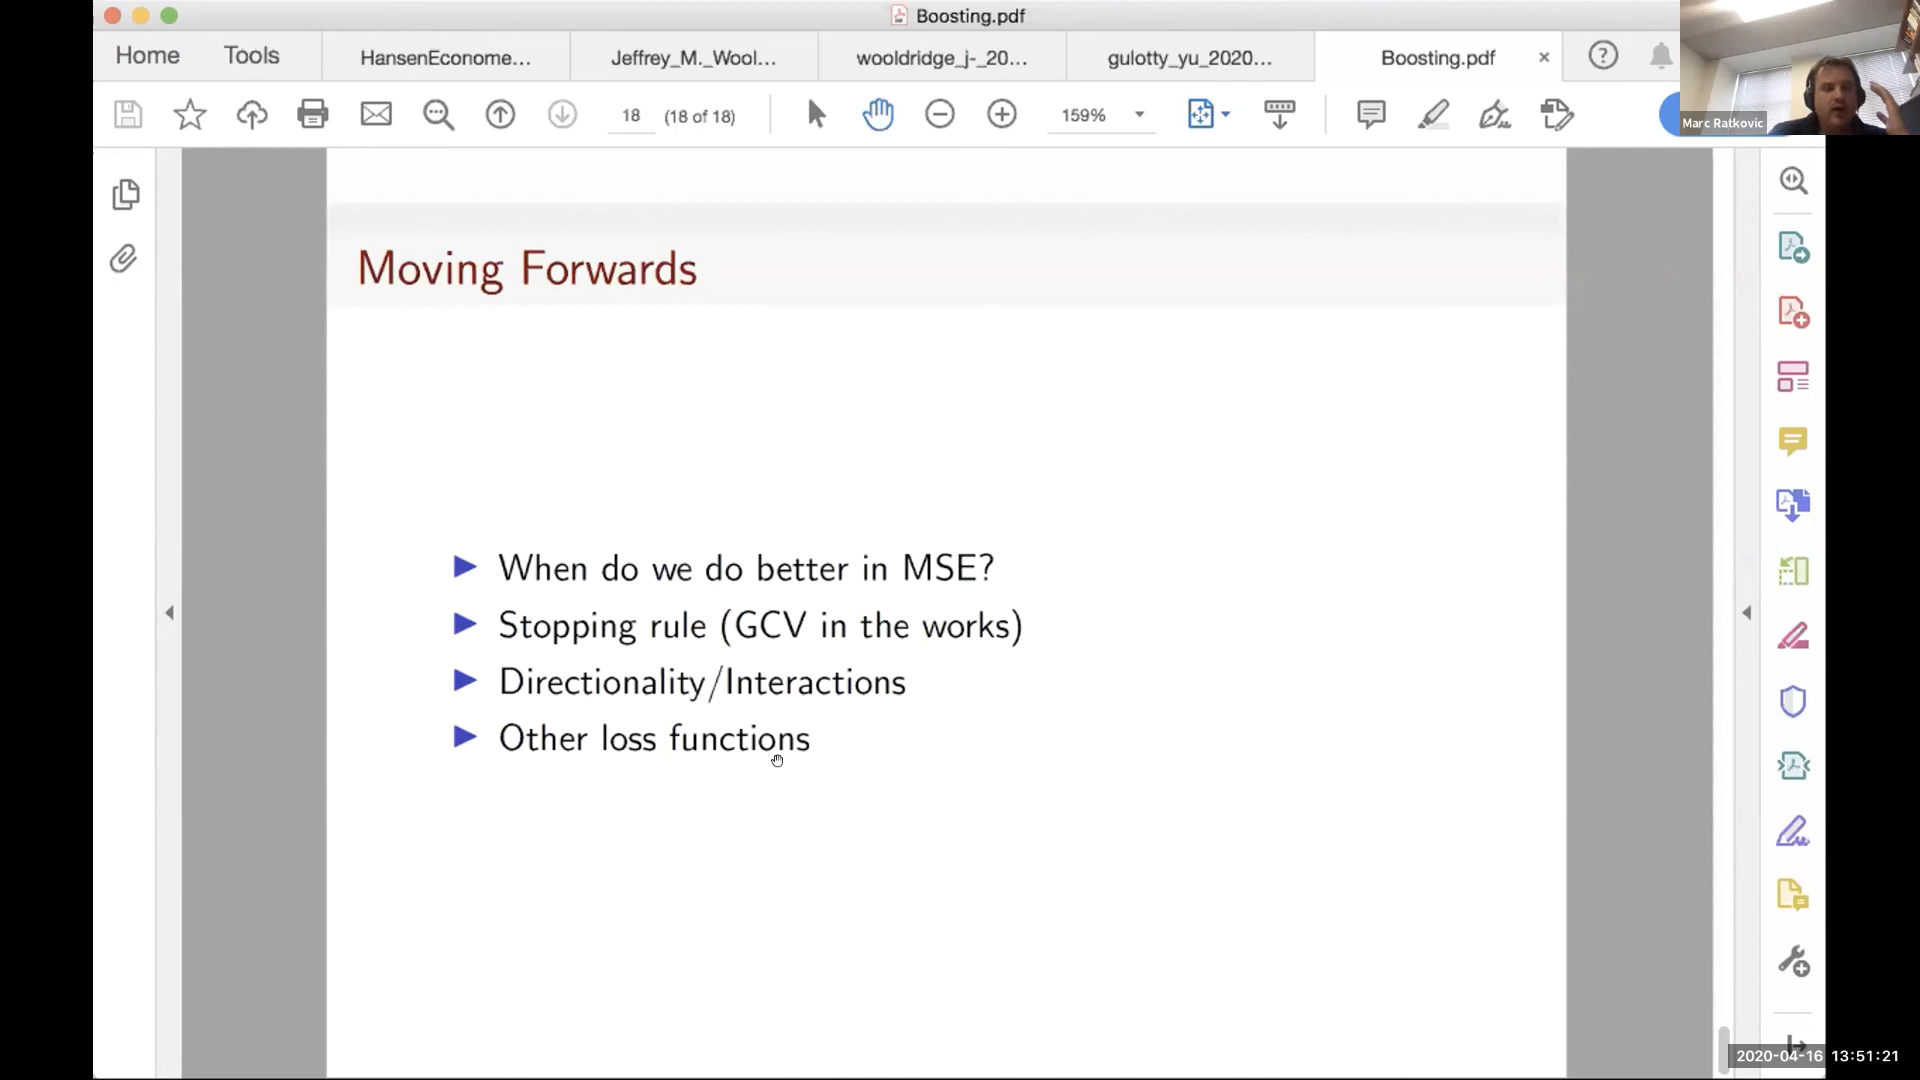 Boosting.pdf
Home Tools HansenEconome... Jeffrey_M._Wool... wooldridge_j-_20... gulotty_yu_2020... Boosting.pdf ×
18 (18 of 18) 159%
Marc Ratkovic
Moving Forwards
When do we do better in MSE?
Stopping rule (GCV in the works)
Directionality/Interactions
Other loss functions
2020-04-16 13:51:21